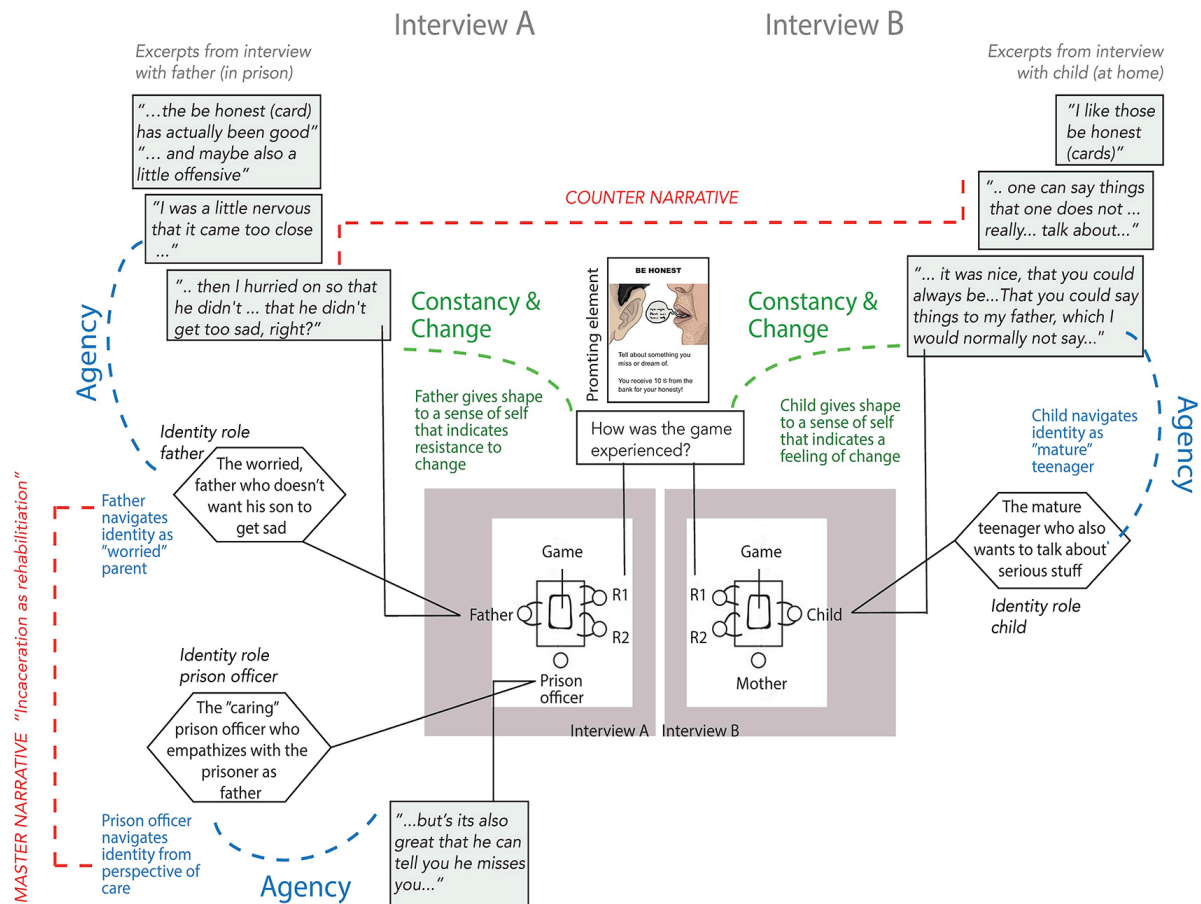 Interview A
Interview B
Excerpts from interview
with father (in prison)
Excerpts from interview
with child (at home)
"...the be honest (card)
has actually been good"
"... and maybe also a
little offensive"
"I was a little nervous
that it came too close
..."
".. then I hurried on so that
he didn't ... that he didn't
get too sad, right?"
"I like those
be honest
(cards)"
".. one can say things
that one does not ...
really... talk about..."
"... it was nice, that you could
always be...That you could say
things to my father, which I
would normally not say..."
COUNTER NARRATIVE
Constancy &
Change
Father gives shape
to a sense of self
that indicates
resistance to
change
Promting element
BE HONEST
Tell about something you
miss or dream of.
You receive 10 ⊟ from the
bank for your honesty!
Constancy &
Change
Child gives shape
to a sense of self
that indicates a
feeling of change
How was the game
experienced?
Agency
Identity role
father
The worried,
father who doesn't
want his son to
get sad
Father
navigates
identity as
"worried"
parent
MASTER NARRATIVE "Incaceration as rehabilitiation"
Child navigates
identity as
"mature"
teenager
Agency
The mature
teenager who also
wants to talk about
serious stuff
Identity role
child
Game
Father
R1
R2
Prison
officer
Interview A
Game
R1
R2
Child
Mother
Interview B
Identity role
prison officer
The "caring"
prison officer who
empathizes with the
prisoner as
father
Prison officer
navigates
identity from
perspective of
care
Agency
"...but's its also
great that he can
tell you he misses
you..."